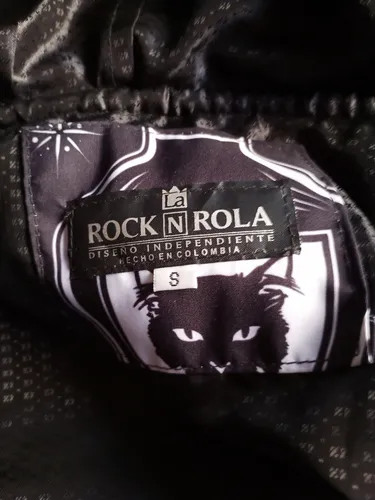 La
ROCK N ROLA
DISEÑO INDEPENDIENTE
HECHO EN COLOMBIA
S